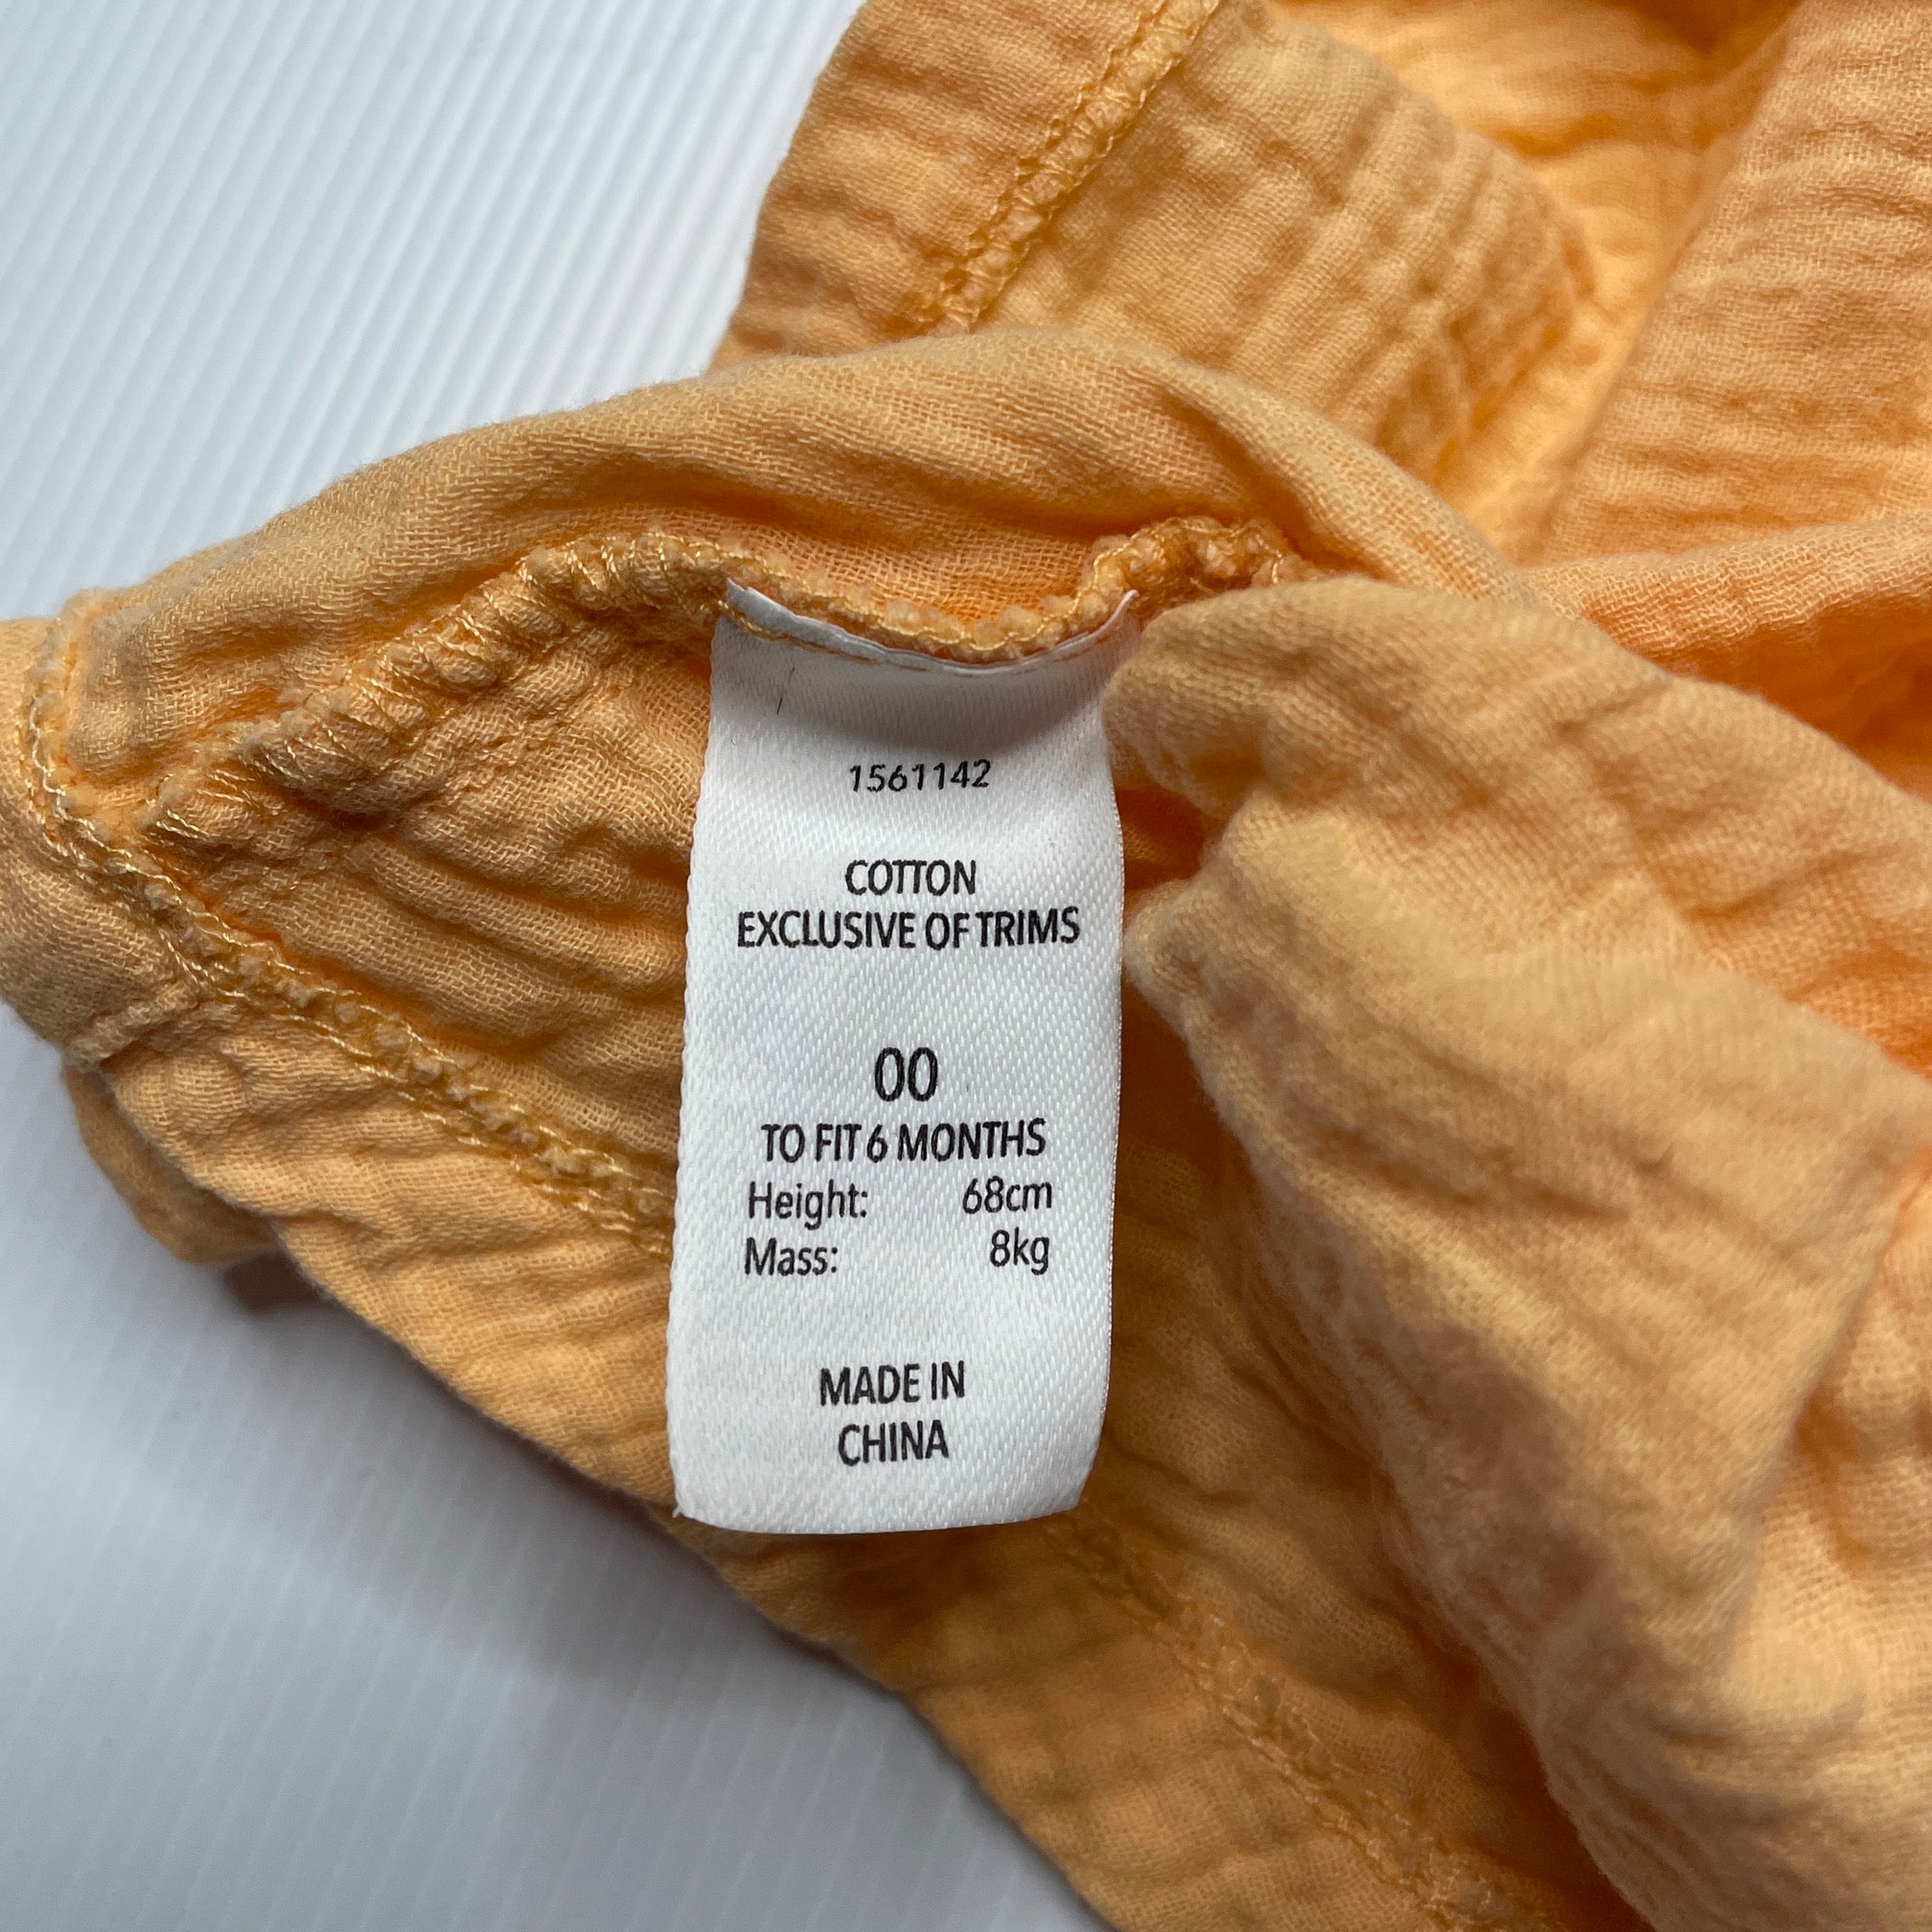 1561142
COTTON
EXCLUSIVE OF TRIMS
00
TO FIT 6 MONTHS
Height: 68cm
Mass: 8kg
MADE IN
CHINA